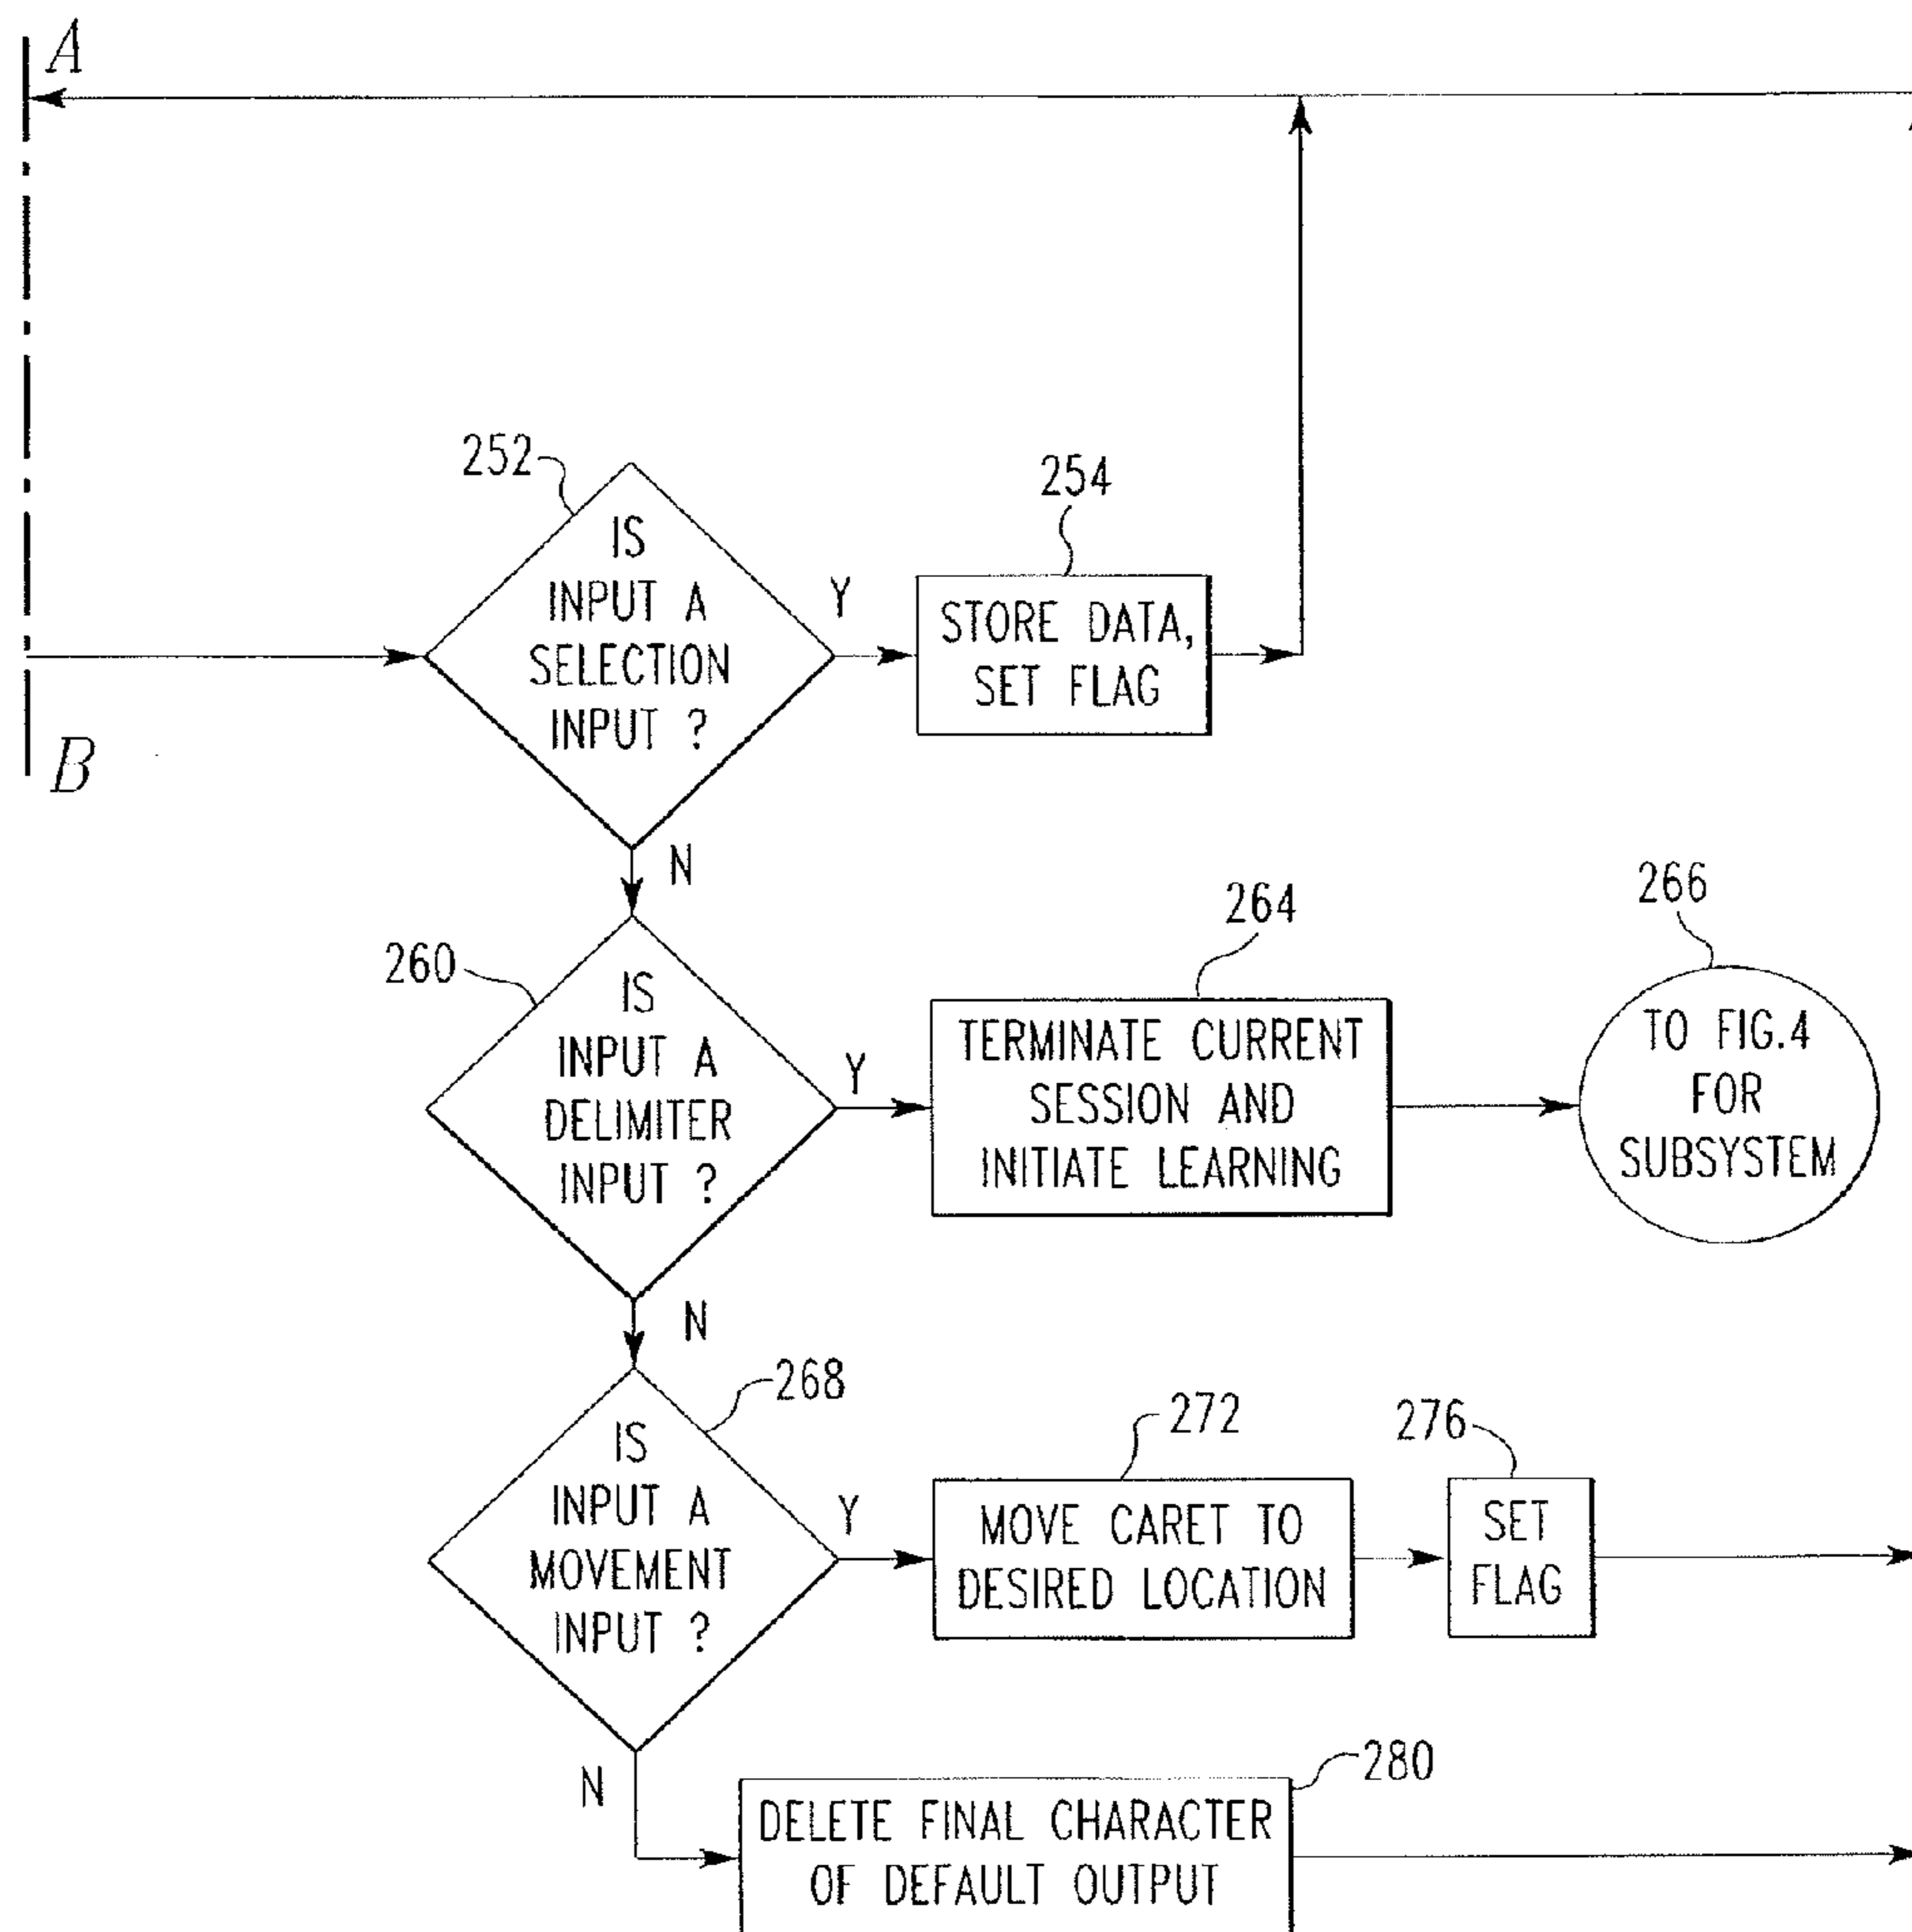 A
252
254
IS
INPUT A
SELECTION
INPUT ?
Y
STORE DATA,
SET FLAG
B
N
260
264
266
IS
INPUT A
DELIMITER
INPUT ?
Y
TERMINATE CURRENT
SESSION AND
INITIATE LEARNING
TO FIG.4
FOR
SUBSYSTEM
N
268
272
276
IS
INPUT A
MOVEMENT
INPUT ?
Y
MOVE CARET TO
DESIRED LOCATION
SET
FLAG
N
280
DELETE FINAL CHARACTER
OF DEFAULT OUTPUT